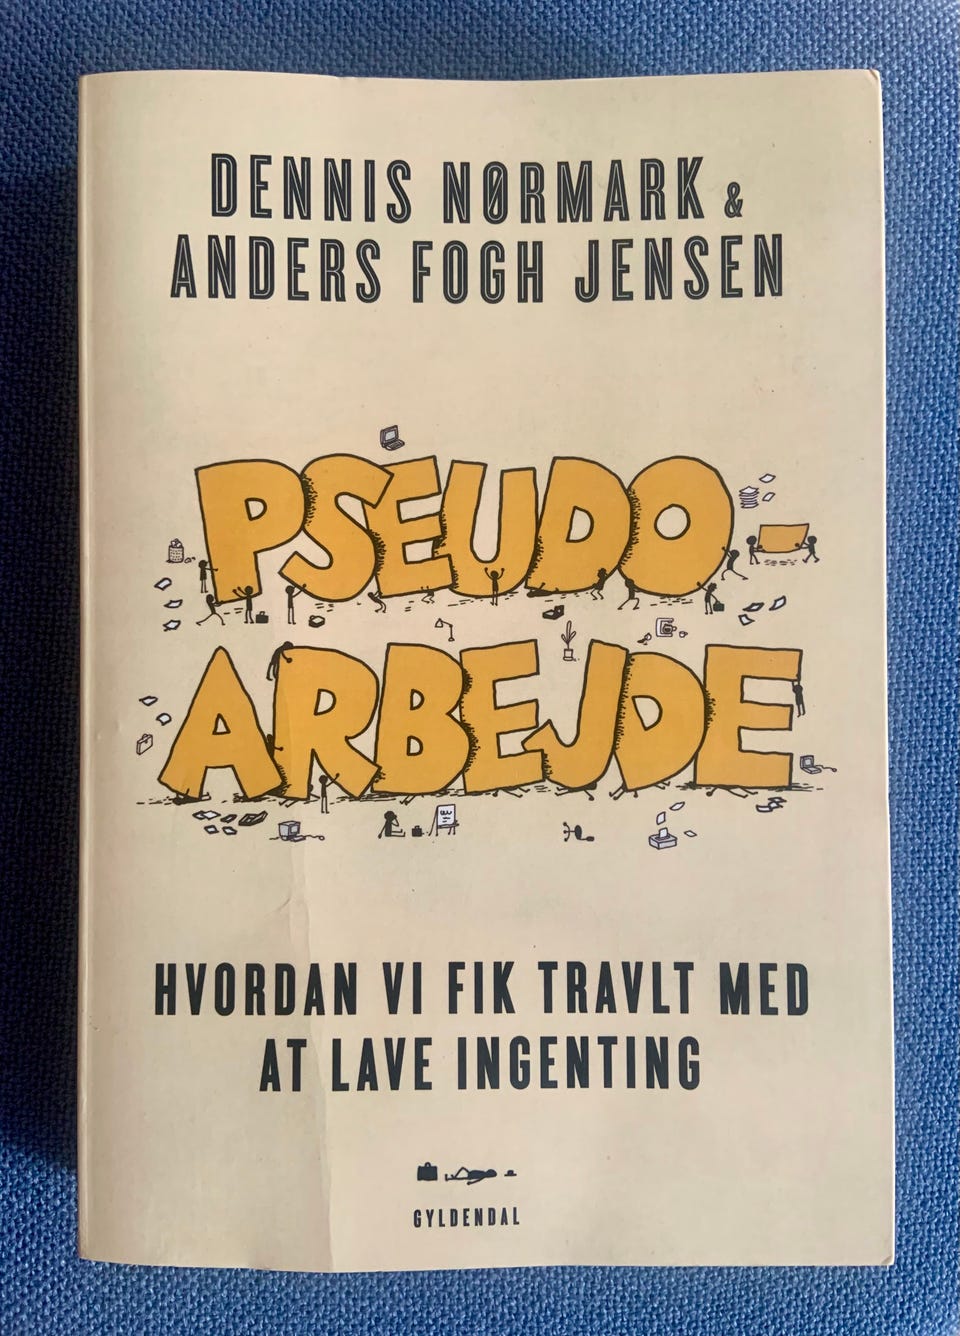 DENNIS NØRMARK &
ANDERS FOGH JENSEN
PSEUDO
ARBEJDE
HVORDAN VI FIK TRAVLT MED
AT LAVE INGENTING
GYLDENDAL